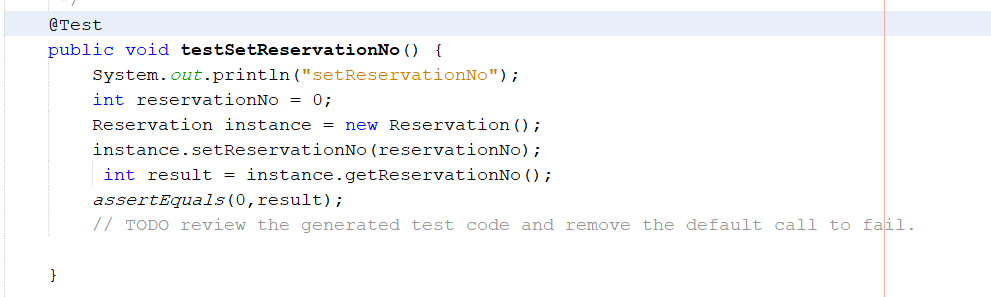 */
@Test
public void testSetReservationNo() {
System.out.println("setReservationNo");
int reservationNo = 0;
Reservation instance = new Reservation();
instance.setReservationNo(reservationNo);
int result = instance.getReservationNo();
assertEquals(0,result);
// TODO review the generated test code and remove the default call to fail.
}